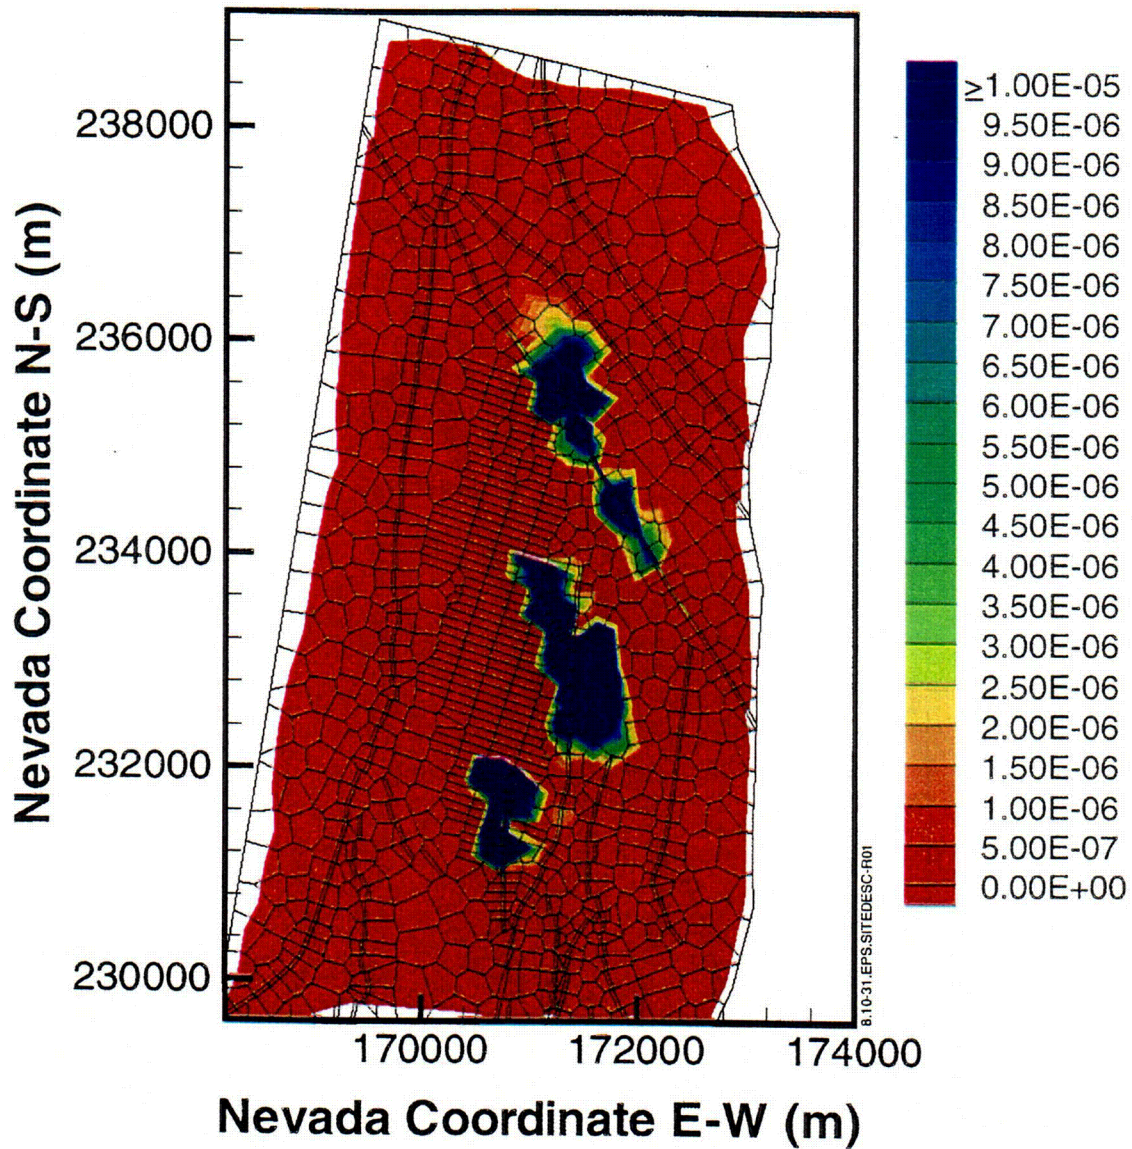 Nevada Coordinate N-S (m)
238000
236000
234000
232000
230000
170000
172000
174000
Nevada Coordinate E-W (m)
≥1.00E-05
9.50E-06
9.00E-06
8.50E-06
8.00E-06
7.50E-06
7.00E-06
6.50E-06
6.00E-06
5.50E-06
5.00E-06
4.50E-06
4.00E-06
3.50E-06
3.00E-06
2.50E-06
2.00E-06
1.50E-06
1.00E-06
5.00E-07
0.00E+00
8.10-31.EPS.SITEDESC-R01